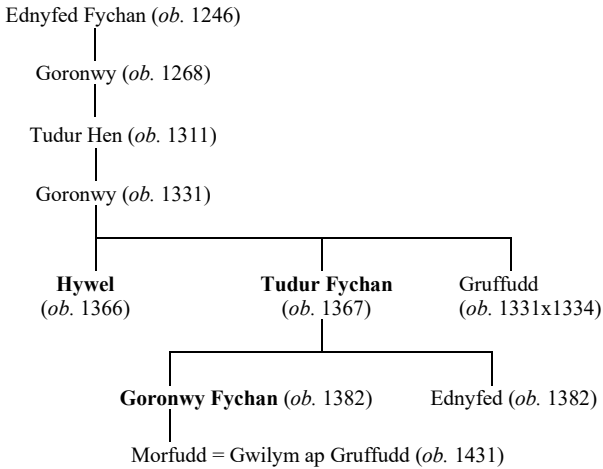 Ednyfed Fychan (ob. 1246)
Goronwy (ob. 1268)
Tudur Hen (ob. 1311)
Goronwy (ob. 1331)
Hywel Tudur Fychan Gruffudd
(ob. 1366) (ob. 1367) (ob. 1331x1334)
Goronwy Fychan (ob. 1382) Ednyfed (ob. 1382)
Morfudd = Gwilym ap Gruffudd (ob. 1431)